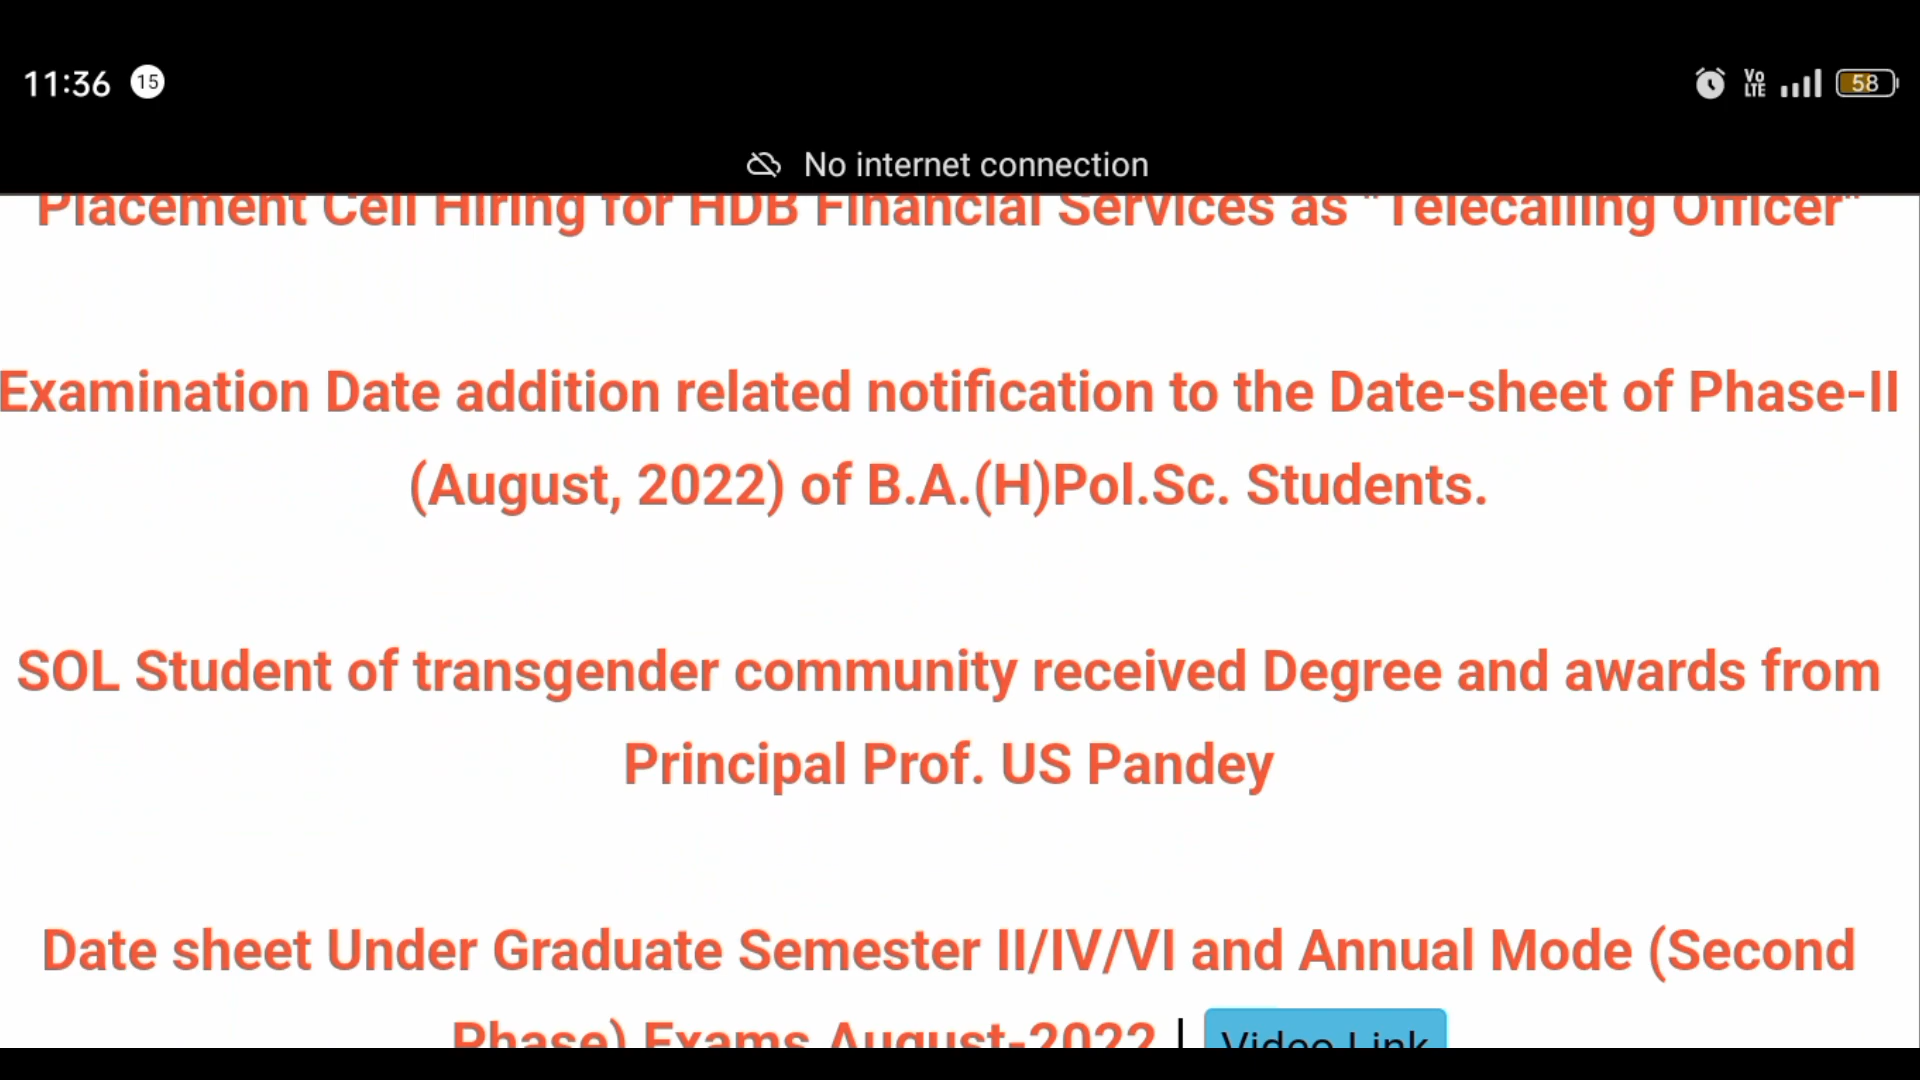 11:36 15 Vo LTE 58
No internet connection
Placement Cell Hiring for HDB Financial Services as "Telecalling Officer"
Examination Date addition related notification to the Date-sheet of Phase-II
(August, 2022) of B.A.(H)Pol.Sc. Students.
SOL Student of transgender community received Degree and awards from
Principal Prof. US Pandey
Date sheet Under Graduate Semester II/IV/VI and Annual Mode (Second
Phase) Exams August-2022 | Video Link